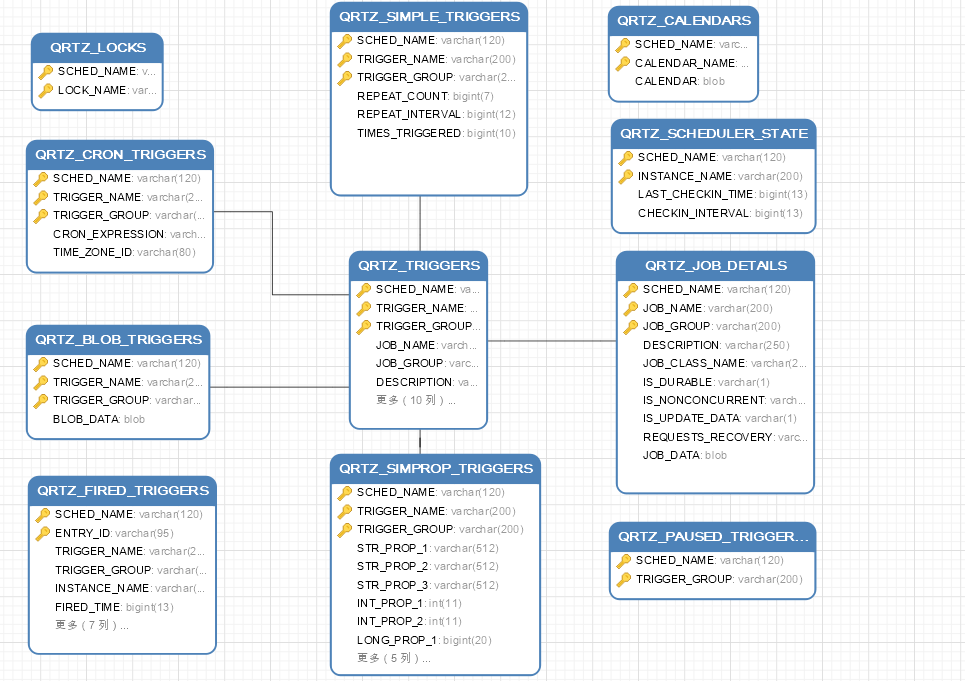 QRTZ_LOCKS
SCHED_NAME: v...
LOCK_NAME: var...
QRTZ_SIMPLE_TRIGGERS
SCHED_NAME: varchar(120)
TRIGGER_NAME: varchar(200)
TRIGGER_GROUP: varchar(2...
REPEAT_COUNT: bigint(7)
REPEAT_INTERVAL: bigint(12)
TIMES_TRIGGERED: bigint(10)
QRTZ_CALENDARS
SCHED_NAME: varc...
CALENDAR_NAME: ...
CALENDAR: blob
QRTZ_SCHEDULER_STATE
SCHED_NAME: varchar(120)
INSTANCE_NAME: varchar(200)
LAST_CHECKIN_TIME: bigint(13)
CHECKIN_INTERVAL: bigint(13)
QRTZ_CRON_TRIGGERS
SCHED_NAME: varchar(120)
TRIGGER_NAME: varchar(2...
TRIGGER_GROUP: varchar(...
CRON_EXPRESSION: varch...
TIME_ZONE_ID: varchar(80)
QRTZ_TRIGGERS
SCHED_NAME: va...
TRIGGER_NAME: ...
TRIGGER_GROUP...
JOB_NAME: varch...
JOB_GROUP: varc...
DESCRIPTION: va...
更多 ( 10 列 ) ...
QRTZ_JOB_DETAILS
SCHED_NAME: varchar(120)
JOB_NAME: varchar(200)
JOB_GROUP: varchar(200)
DESCRIPTION: varchar(250)
JOB_CLASS_NAME: varchar(2...
IS_DURABLE: varchar(1)
IS_NONCONCURRENT: varch...
IS_UPDATE_DATA: varchar(1)
REQUESTS_RECOVERY: varc...
JOB_DATA: blob
QRTZ_BLOB_TRIGGERS
SCHED_NAME: varchar(120)
TRIGGER_NAME: varchar(2...
TRIGGER_GROUP: varchar...
BLOB_DATA: blob
QRTZ_FIRED_TRIGGERS
SCHED_NAME: varchar(120)
ENTRY_ID: varchar(95)
TRIGGER_NAME: varchar(2...
TRIGGER_GROUP: varchar(...
INSTANCE_NAME: varchar(...
FIRED_TIME: bigint(13)
更多 ( 7 列 ) ...
QRTZ_SIMPROP_TRIGGERS
SCHED_NAME: varchar(120)
TRIGGER_NAME: varchar(200)
TRIGGER_GROUP: varchar(200)
STR_PROP_1: varchar(512)
STR_PROP_2: varchar(512)
STR_PROP_3: varchar(512)
INT_PROP_1: int(11)
INT_PROP_2: int(11)
LONG_PROP_1: bigint(20)
更多 ( 5 列 ) ...
QRTZ_PAUSED_TRIGGER...
SCHED_NAME: varchar(120)
TRIGGER_GROUP: varchar(200)